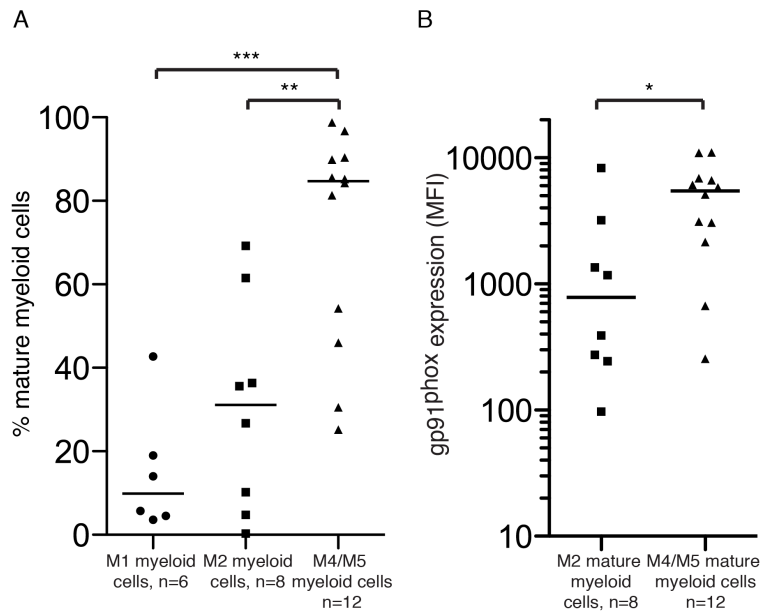 A
***
**
100
80
60
40
20
0
% mature myeloid cells
M1 myeloid
cells, n=6
M2 myeloid
cells, n=8
M4/M5
myeloid cells
n=12
B
*
10000
1000
100
10
gp91phox expression (MFI)
M2 mature
myeloid
cells, n=8
M4/M5 mature
myeloid cells
n=12